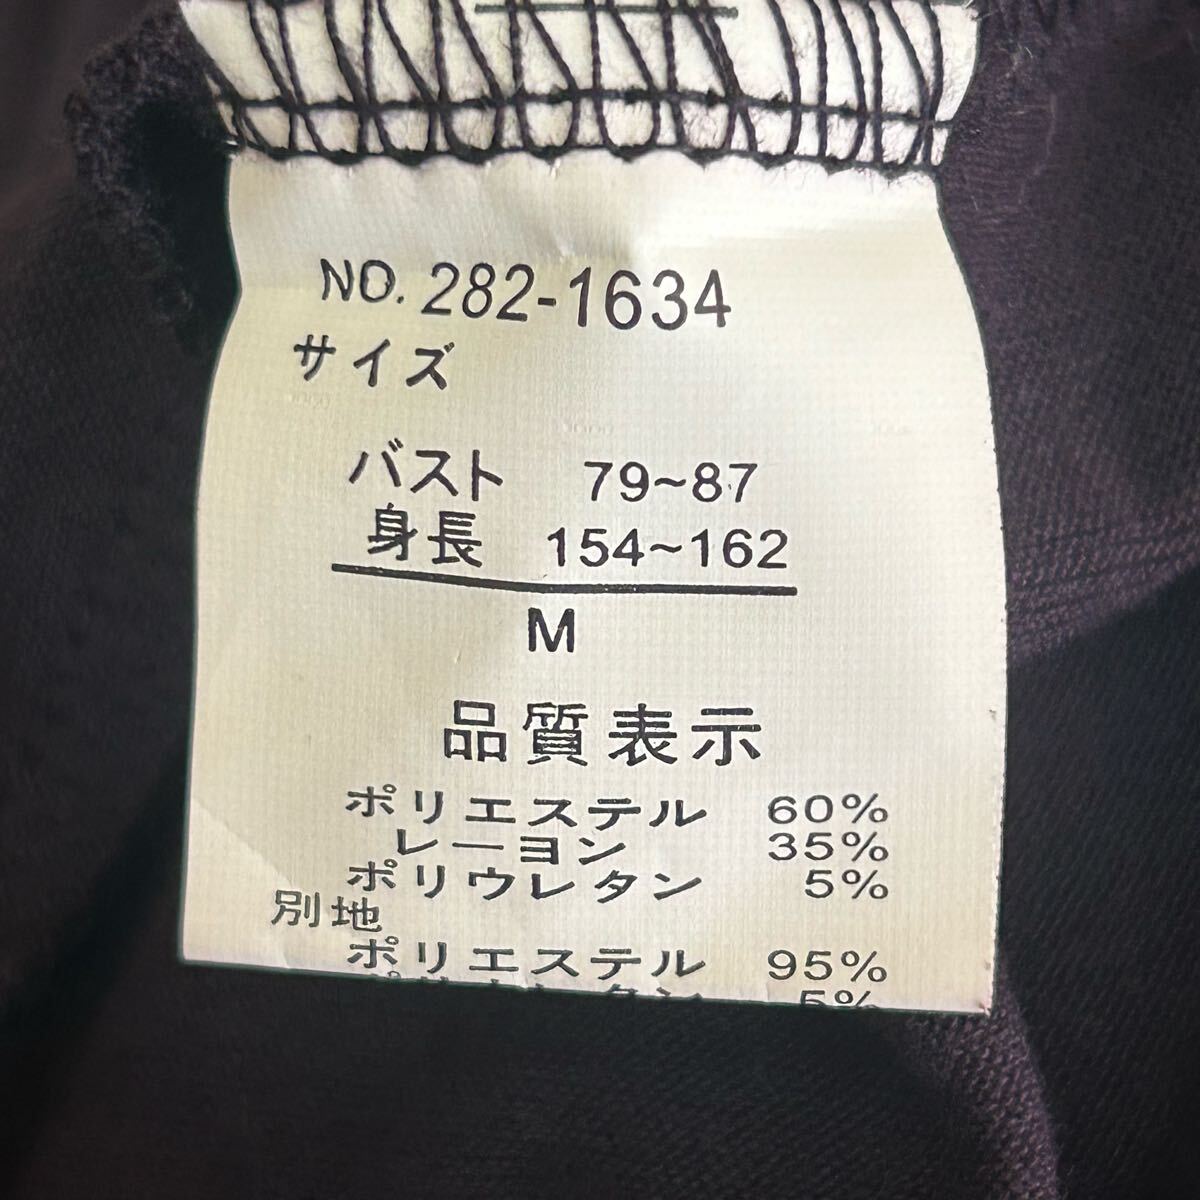 NO. 282-1634
サイズ
バスト 79~87
身長 154~162
M
品質表示
ポリエステル 60%
レーヨン 35%
ポリウレタン 5%
別地
ポリエステル 95%
5%